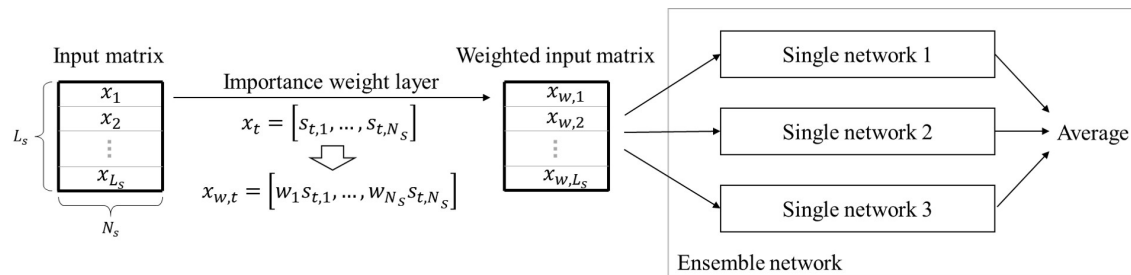 Input matrix
x_1
x_2
⋮
x_{L_s}
L_s
N_s
Importance weight layer
x_t = [s_{t,1}, …, s_{t,N_s}]
x_{w,t} = [w_1 s_{t,1}, …, w_{N_s} s_{t,N_s}]
Weighted input matrix
x_{w,1}
x_{w,2}
⋮
x_{w,L_s}
Single network 1
Single network 2
Single network 3
Average
Ensemble network